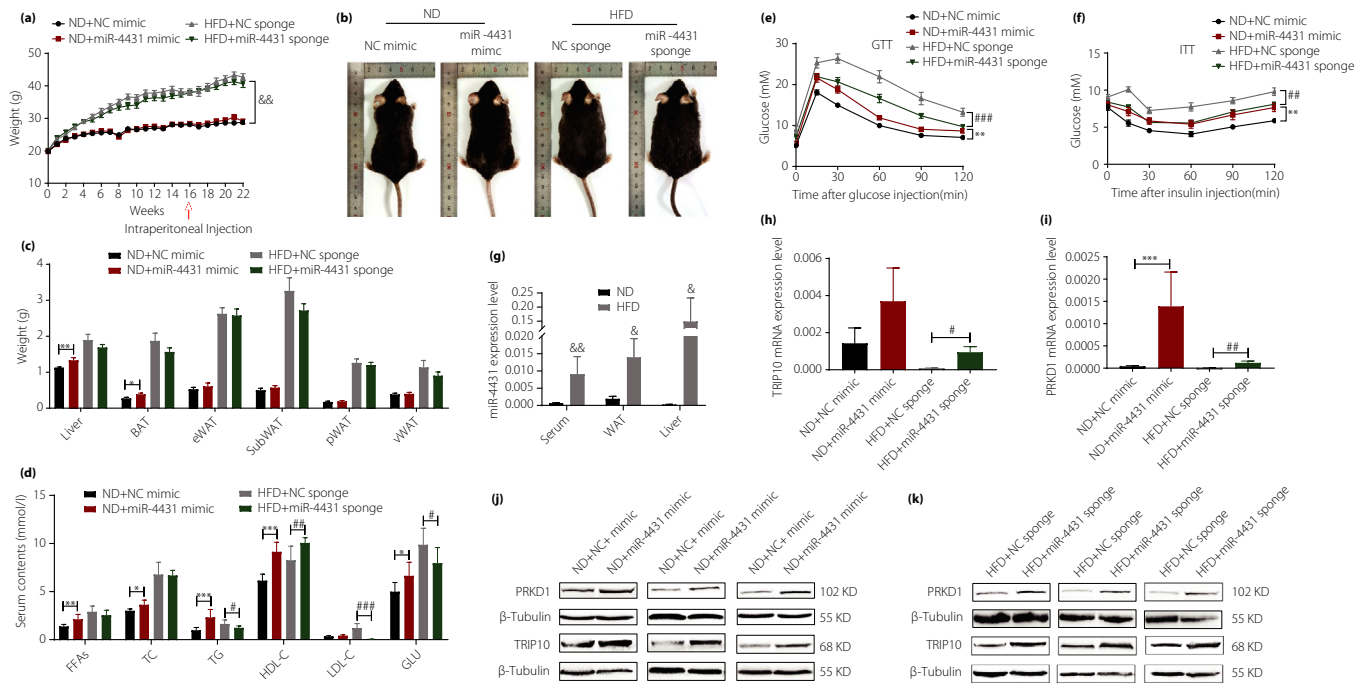 (a)
ND+NC mimic
HFD+NC sponge
ND+miR-4431 mimic
HFD+miR-4431 sponge
Weight (g)
50
40
30
20
10
&&
0 2 4 6 8 10 12 14 16 18 20 22
Weeks
Intraperitoneal Injection
(b)
ND
HFD
NC mimic
miR -4431
mimc
NC sponge
miR -4431
sponge
(c)
ND+NC mimic
HFD+NC sponge
ND+miR-4431 mimic
HFD+miR-4431 sponge
Weight (g)
4
3
2
1
0
**
*
Liver
BAT
eWAT
SubWAT
pWAT
vWAT
(d)
ND+NC mimic
HFD+NC sponge
ND+miR-4431 mimic
HFD+miR-4431 sponge
Serum contents (mmol/l)
15
10
5
0
** * *** # *** ## ### * #
FFAs
TC
TG
HDL-C
LDL-C
GLU
(e)
ND+NC mimic
ND+miR-4431 mimic
HFD+NC sponge
HFD+miR-4431 sponge
GTT
Glucose (mM)
40
30
20
10
0
###
**
0 30 60 90 120
Time after glucose injection(min)
(f)
ND+NC mimic
ND+miR-4431 mimic
HFD+NC sponge
HFD+miR-4431 sponge
ITT
Glucose (mM)
15
10
5
0
##
**
0 30 60 90 120
Time after insulin injection(min)
(g)
ND
HFD
miR-4431 expression level
0.25
0.20
0.15
0.10
0.05
0.015
0.010
0.005
0.000
&&
&
&
Serum
WAT
Liver
(h)
TRIP10 mRNA expression level
0.006
0.004
0.002
0.000
#
ND+NC mimic
ND+miR-4431 mimic
HFD+NC sponge
HFD+miR-4431 sponge
(i)
PRKD1 mRNA expression level
0.0025
0.0020
0.0015
0.0010
0.0005
0.0000
***
##
ND+NC mimic
ND+miR-4431 mimic
HFD+NC sponge
HFD+miR-4431 sponge
(j)
ND+NC+ mimic
ND+miR-4431 mimic
ND+NC+ mimic
ND+miR-4431 mimic
ND+NC+ mimic
ND+miR-4431 mimic
PRKD1 102 KD
β-Tubulin 55 KD
TRIP10 68 KD
β-Tubulin 55 KD
(k)
HFD+NC sponge
HFD+miR-4431 sponge
HFD+NC sponge
HFD+miR-4431 sponge
HFD+NC sponge
HFD+miR-4431 sponge
PRKD1 102 KD
β-Tubulin 55 KD
TRIP10 68 KD
β-Tubulin 55 KD